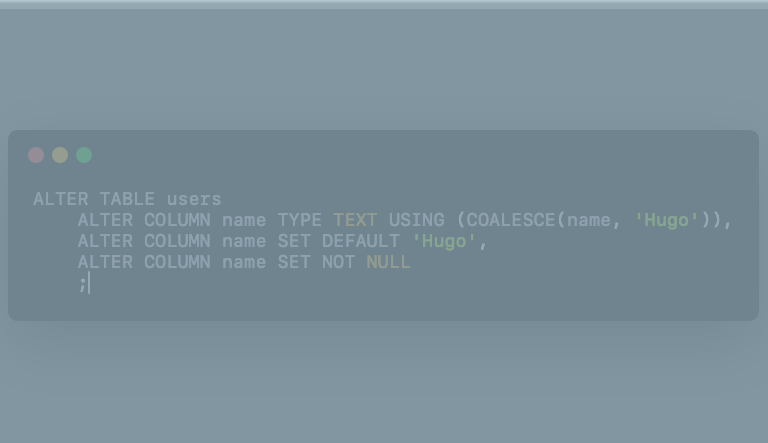 ALTER TABLE users
    ALTER COLUMN name TYPE TEXT USING (COALESCE(name, 'Hugo')),
    ALTER COLUMN name SET DEFAULT 'Hugo',
    ALTER COLUMN name SET NOT NULL
    ;